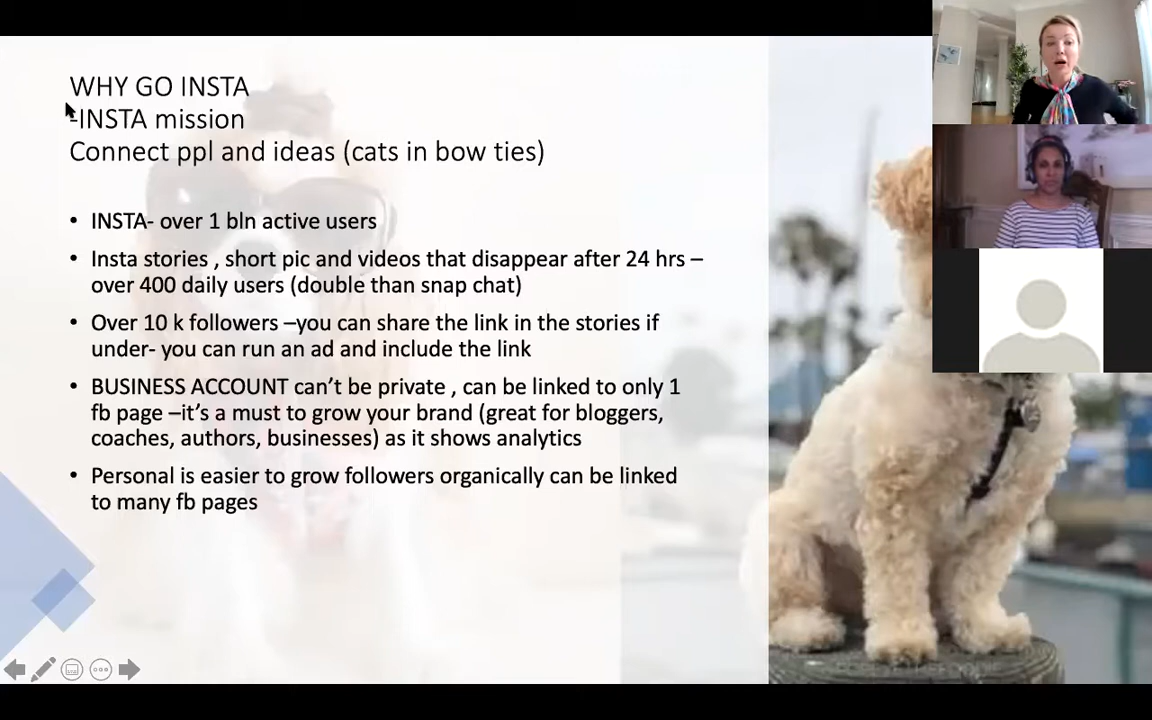 WHY GO INSTA
-INSTA mission
Connect ppl and ideas (cats in bow ties)
• INSTA- over 1 bln active users
• Insta stories , short pic and videos that disappear after 24 hrs –
over 400 daily users (double than snap chat)
• Over 10 k followers –you can share the link in the stories if
under- you can run an ad and include the link
• BUSINESS ACCOUNT can’t be private , can be linked to only 1
fb page –it’s a must to grow your brand (great for bloggers,
coaches, authors, businesses) as it shows analytics
• Personal is easier to grow followers organically can be linked
to many fb pages